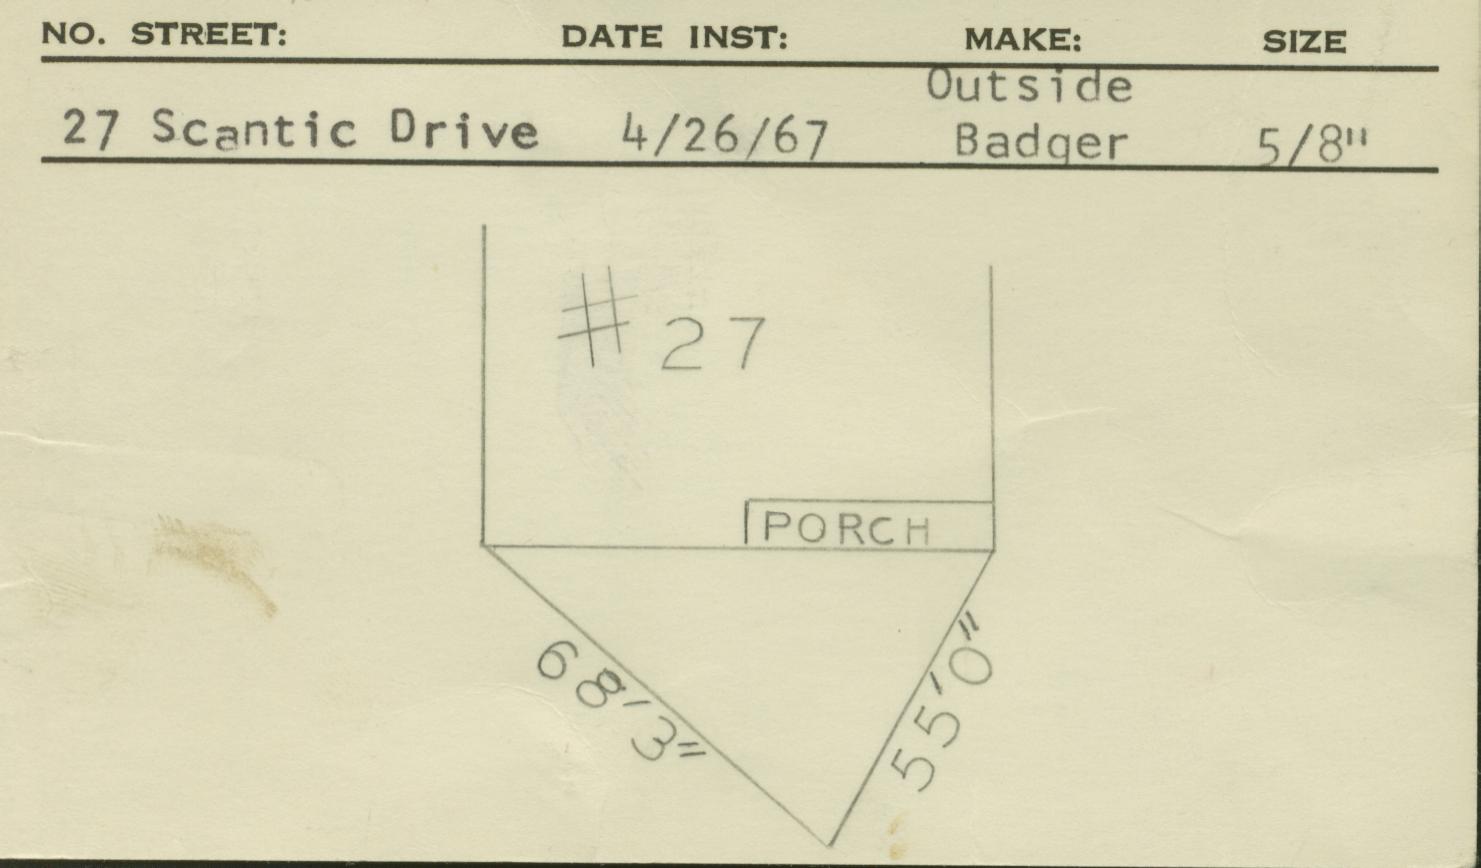 NO. STREET: DATE INST: MAKE: SIZE
Outside
27 Scantic Drive 4/26/67 Badger 5/8"
# 27
PORCH
68'3"
55'0"